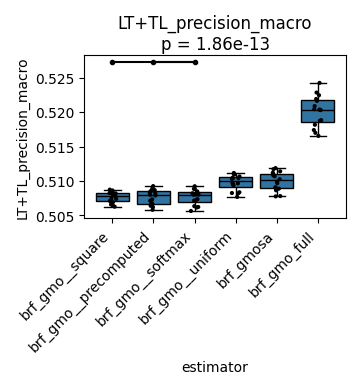 LT+TL_precision_macro
p = 1.86e-13
LT+TL_precision_macro
0.525
0.520
0.515
0.510
0.505
brf_gmo__square
brf_gmo__precomputed
brf_gmo__softmax
brf_gmo__uniform
brf_gmosa
brf_gmo_full
estimator